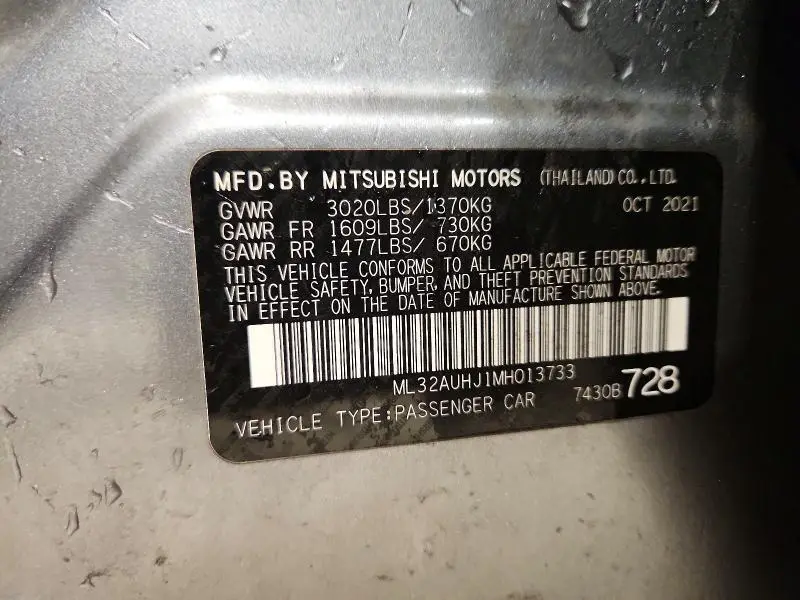 MFD.BY MITSUBISHI MOTORS (THAILAND)CO.,LTD.
GVWR 3020LBS/1370KG OCT 2021
GAWR FR 1609LBS/ 730KG
GAWR RR 1477LBS/ 670KG
THIS VEHICLE CONFORMS TO ALL APPLICABLE FEDERAL MOTOR
VEHICLE SAFETY, BUMPER, AND THEFT PREVENTION STANDARDS
IN EFFECT ON THE DATE OF MANUFACTURE SHOWN ABOVE.
ML32AUHJ1MH013733
VEHICLE TYPE:PASSENGER CAR 7430B 728